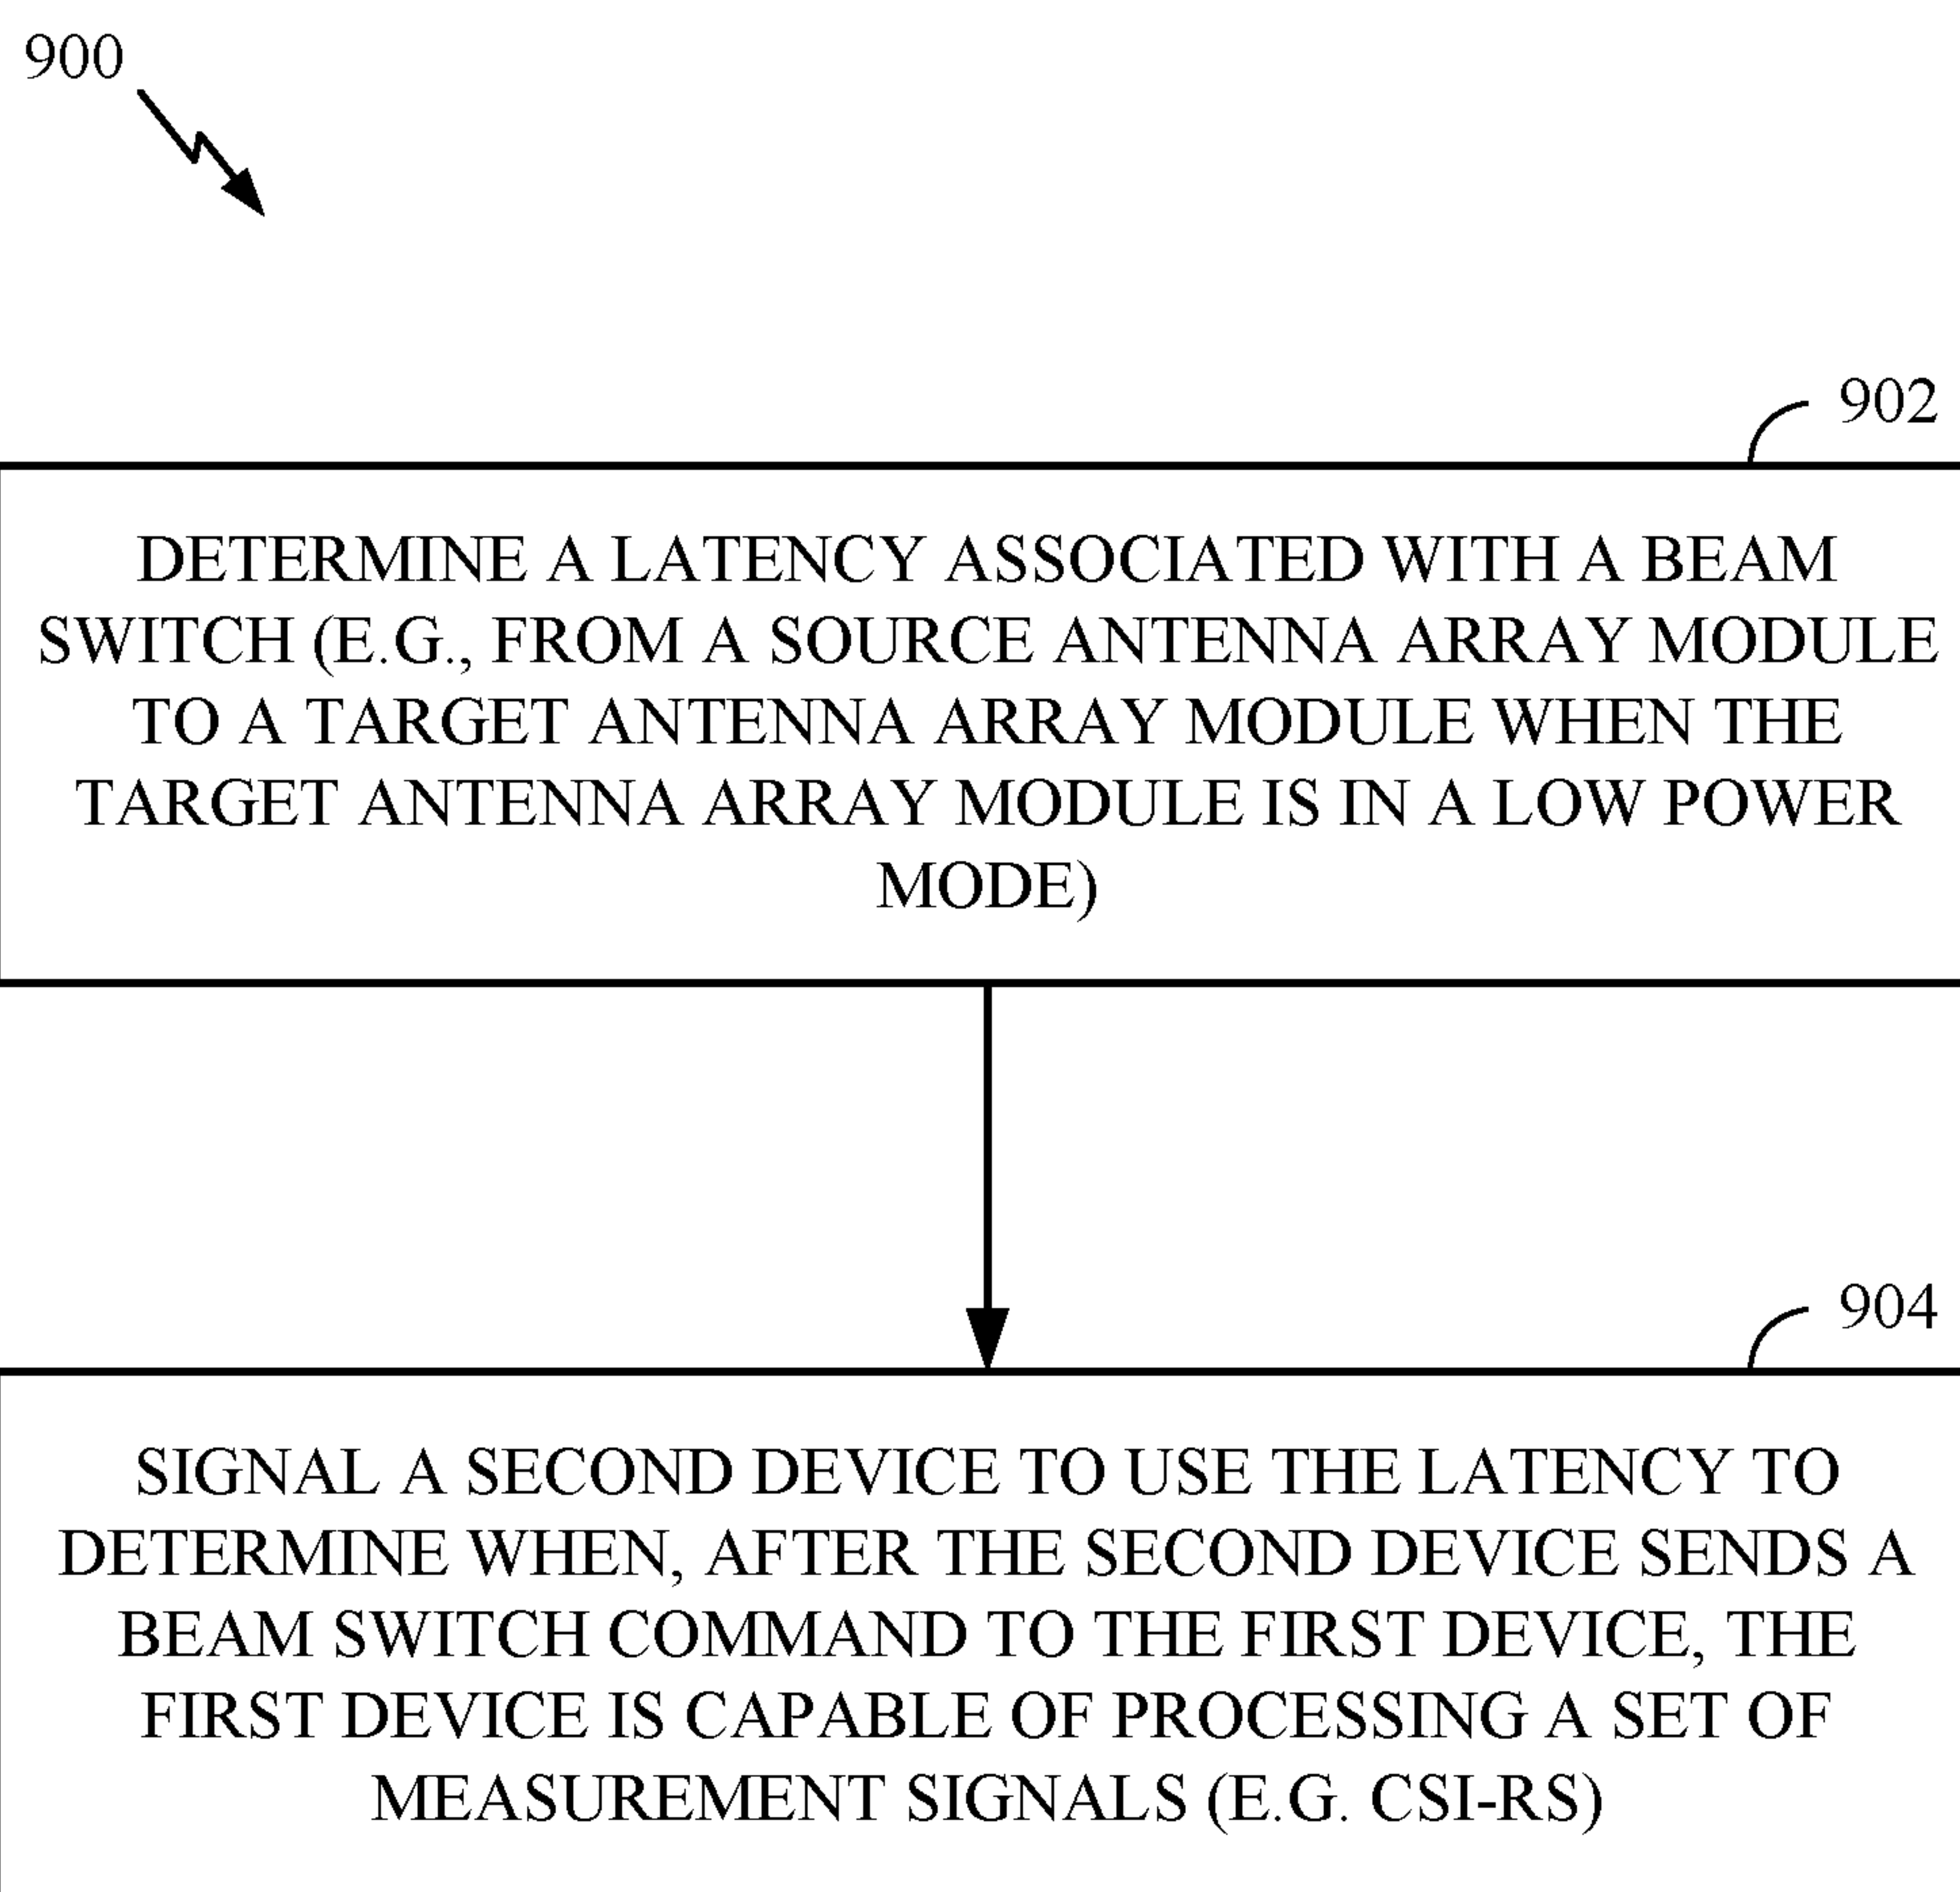 900
902
DETERMINE A LATENCY ASSOCIATED WITH A BEAM
SWITCH (E.G., FROM A SOURCE ANTENNA ARRAY MODULE
TO A TARGET ANTENNA ARRAY MODULE WHEN THE
TARGET ANTENNA ARRAY MODULE IS IN A LOW POWER
MODE)
904
SIGNAL A SECOND DEVICE TO USE THE LATENCY TO
DETERMINE WHEN, AFTER THE SECOND DEVICE SENDS A
BEAM SWITCH COMMAND TO THE FIRST DEVICE, THE
FIRST DEVICE IS CAPABLE OF PROCESSING A SET OF
MEASUREMENT SIGNALS (E.G. CSI-RS)